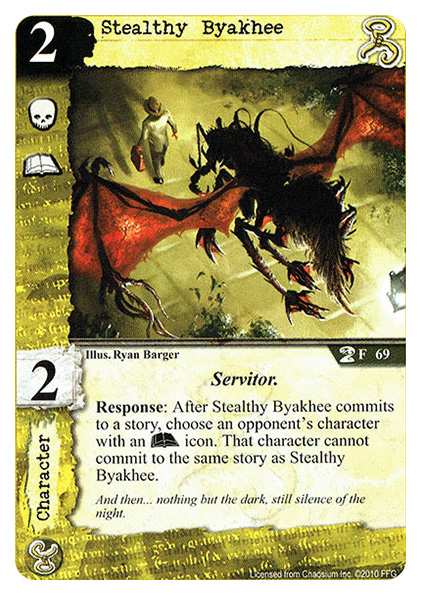 2
Stealthy Byakhee
Illus. Ryan Barger
F 69
2
Servitor.
Response: After Stealthy Byakhee commits
to a story, choose an opponent's character
with an icon. That character cannot
commit to the same story as Stealthy
Byakhee.
And then... nothing but the dark, still silence of the
night.
Character
Licensed from Chaosium Inc. ©2010 FFG